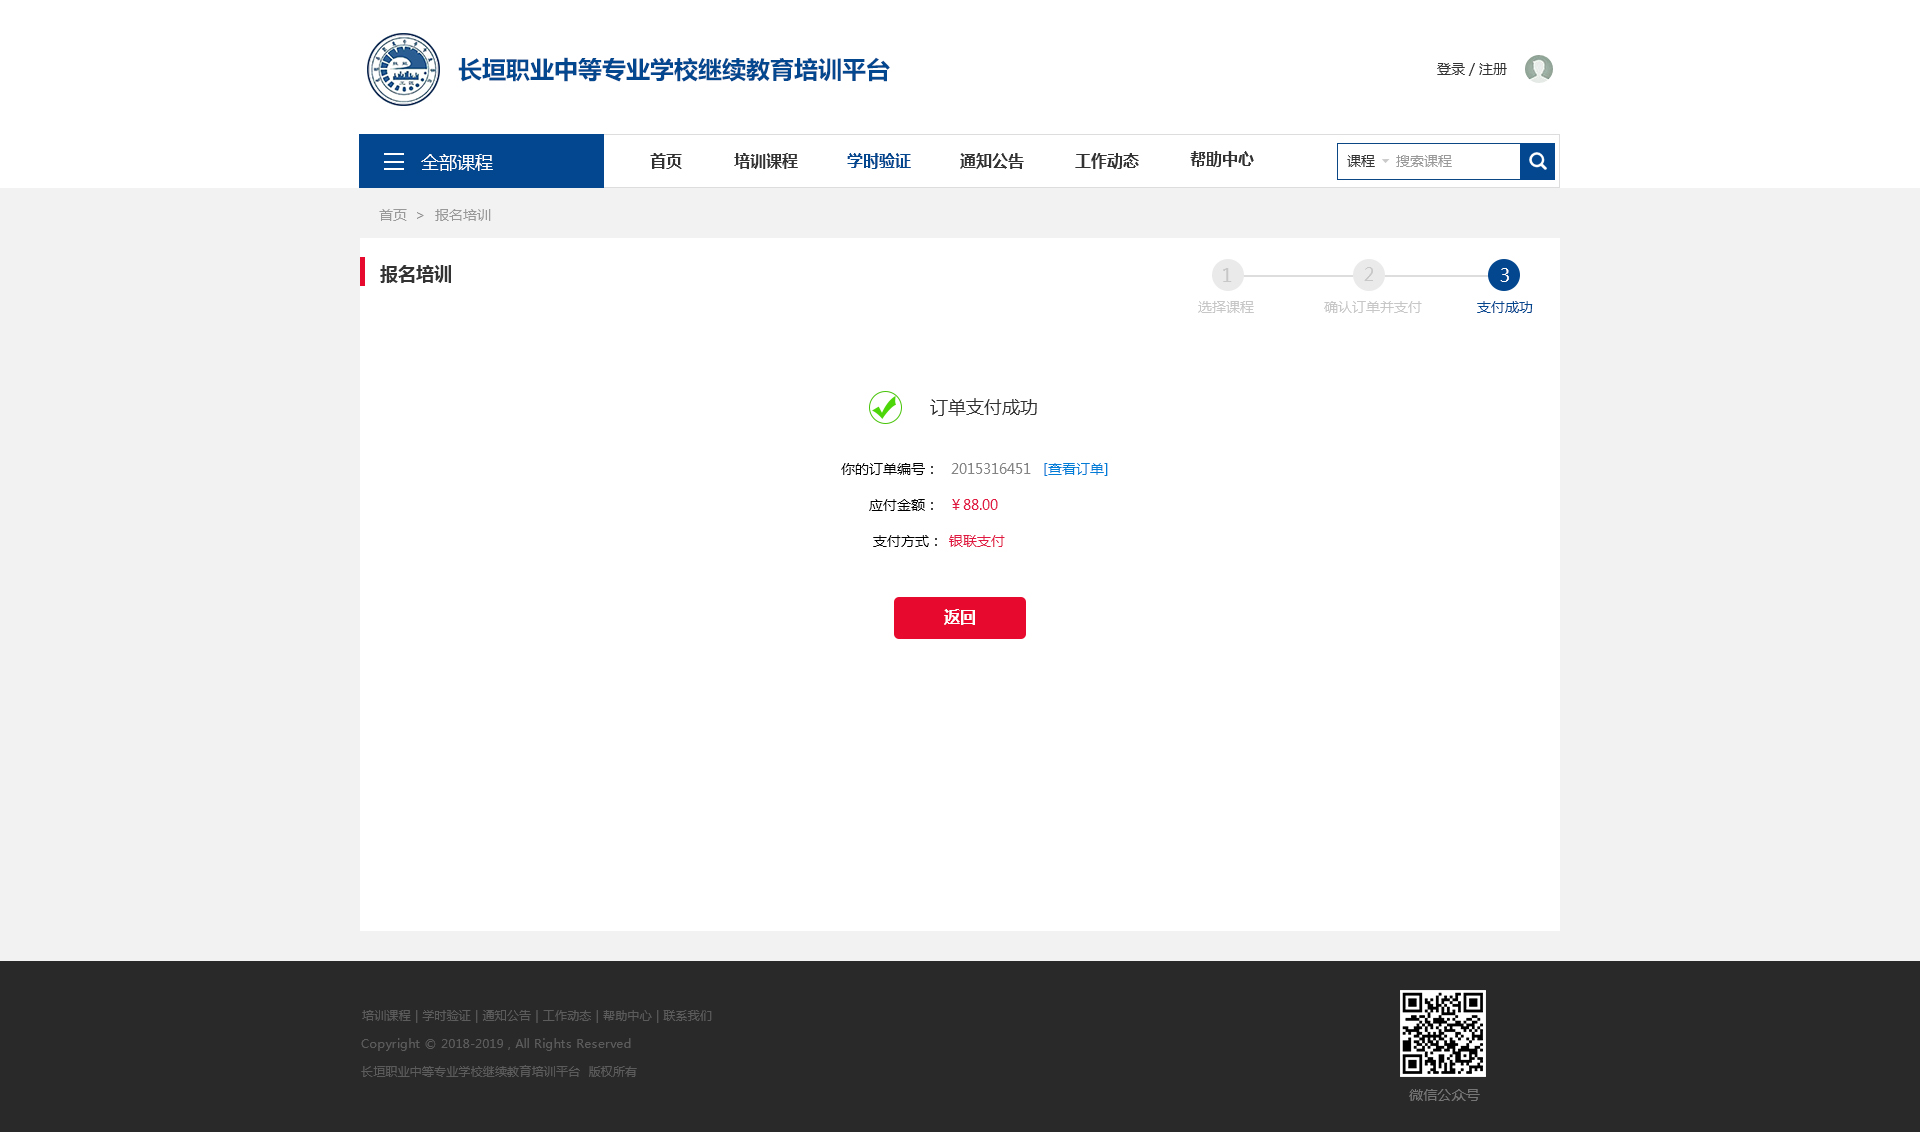 长垣职业中等专业学校继续教育培训平台
登录 / 注册
全部课程 首页 培训课程 学时验证 通知公告 工作动态 帮助中心 课程 搜索课程
首页 > 报名培训
报名培训
1 2 3
选择课程 确认订单并支付 支付成功
订单支付成功
你的订单编号： 2015316451 [查看订单]
应付金额： ¥ 88.00
支付方式： 银联支付
返回
培训课程 | 学时验证 | 通知公告 | 工作动态 | 帮助中心 | 联系我们
Copyright © 2018-2019 , All Rights Reserved
长垣职业中等专业学校继续教育培训平台 版权所有
微信公众号